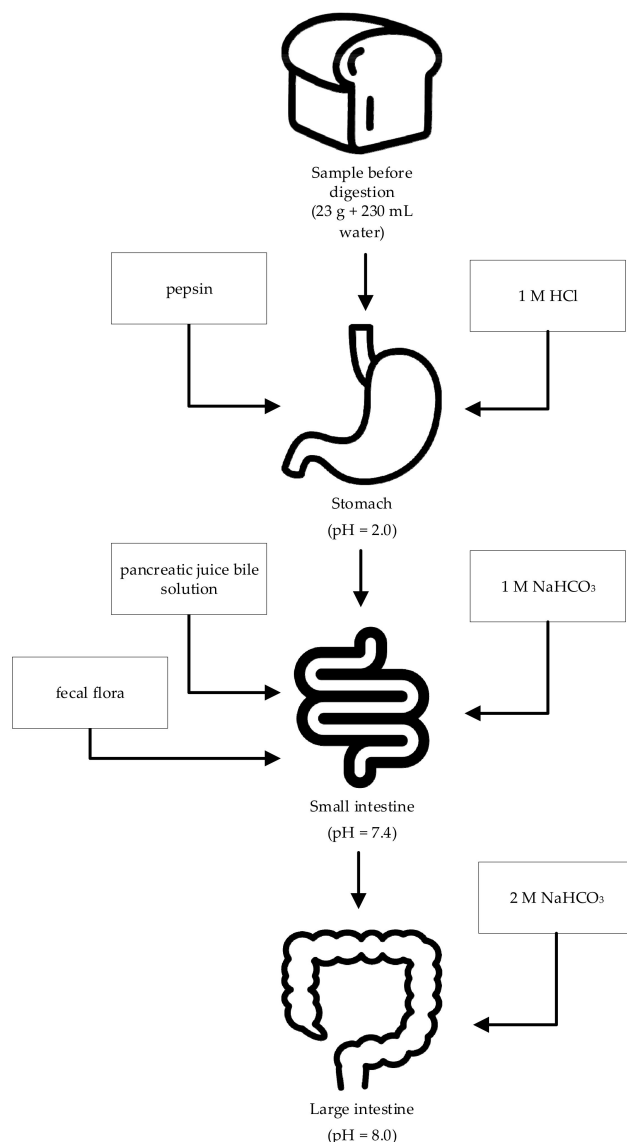 Sample before
digestion
(23 g + 230 mL
water)
pepsin
1 M HCl
Stomach
(pH = 2.0)
pancreatic juice bile
solution
1 M NaHCO₃
fecal flora
Small intestine
(pH = 7.4)
2 M NaHCO₃
Large intestine
(pH = 8.0)